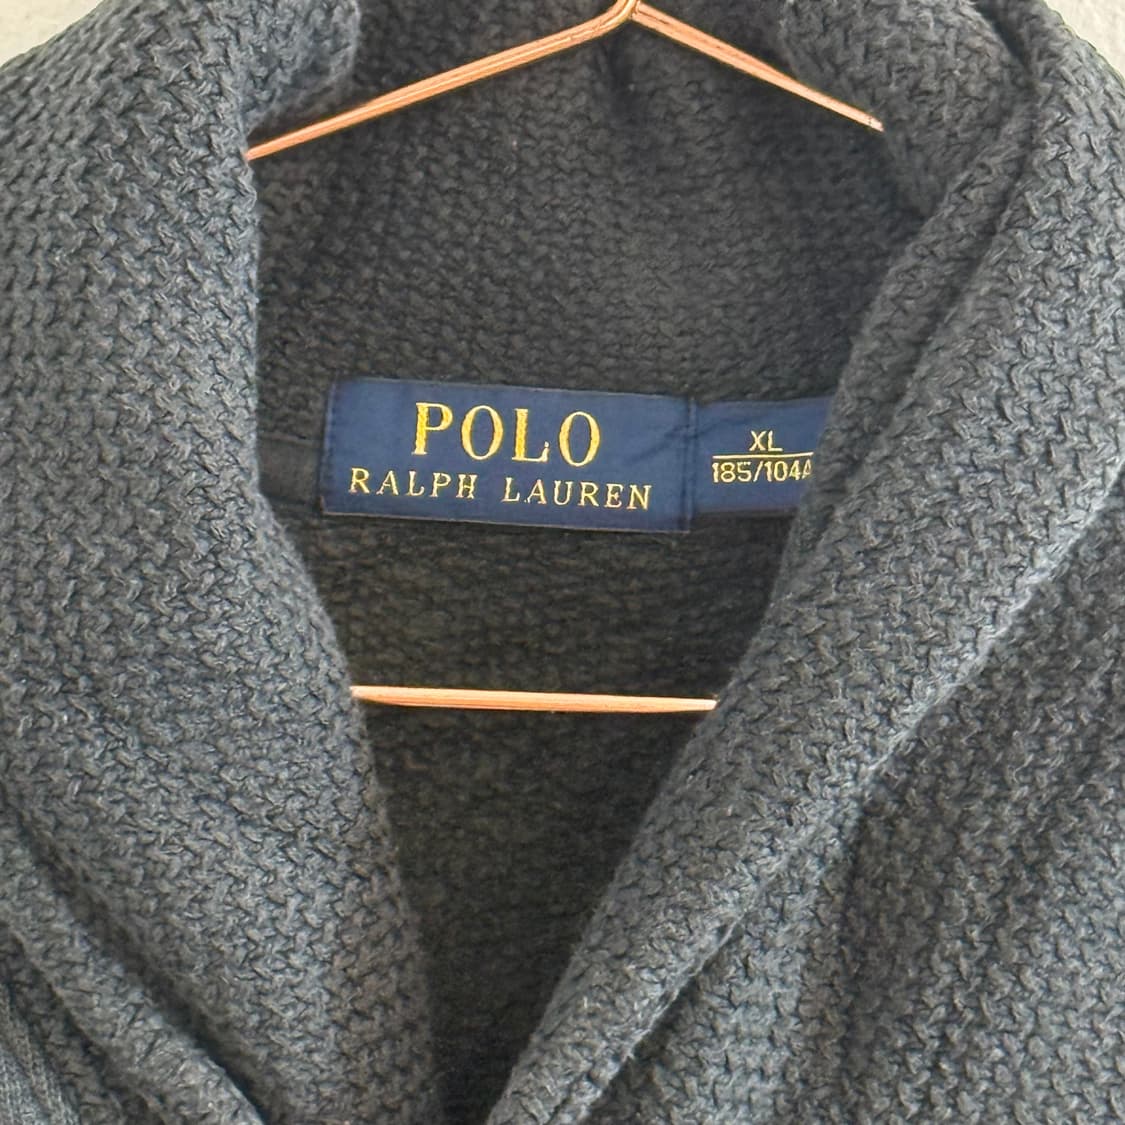 POLO
RALPH LAUREN
XL
185/104A